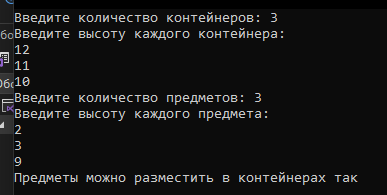 Введите количество контейнеров: 3
Введите высоту каждого контейнера:
12
11
10
Введите количество предметов: 3
Введите высоту каждого предмета:
2
3
9
Предметы можно разместить в контейнерах так